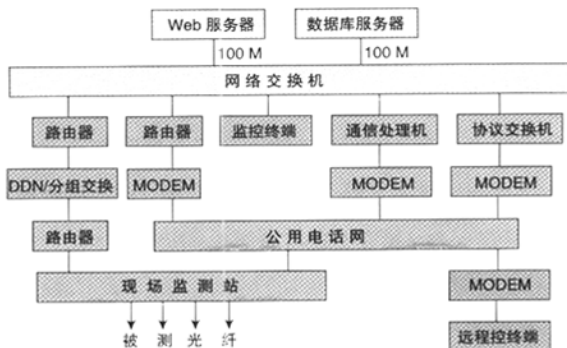 Web 服务器
数据库服务器
100 M
100 M
网络交换机
路由器
路由器
监控终端
通信处理机
协议交换机
DDN/分组交换
MODEM
MODEM
MODEM
路由器
公用电话网
现场监测站
MODEM
被测光纤
远程控终端